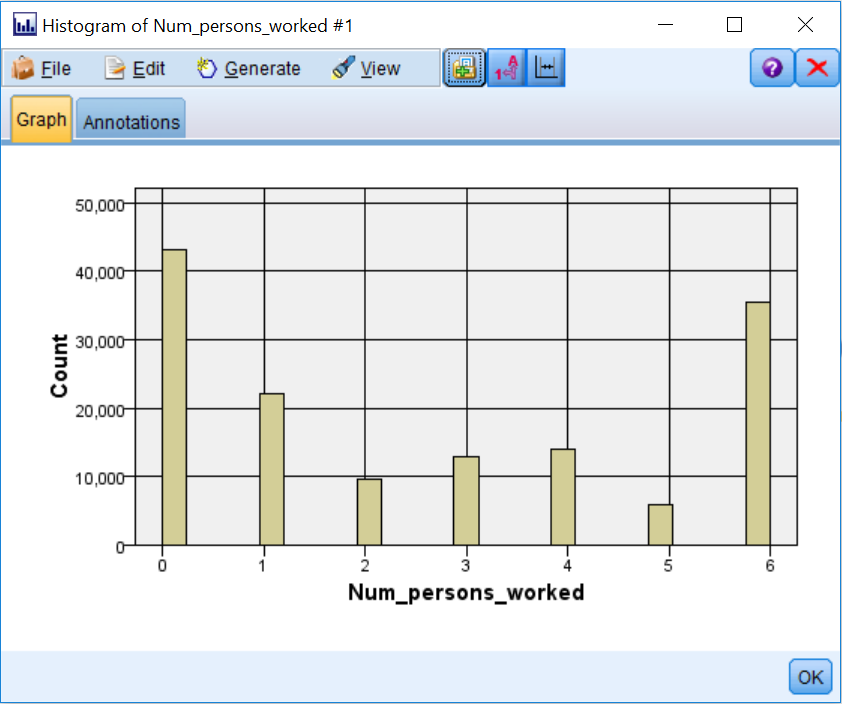 Histogram of Num_persons_worked #1
File Edit Generate View
Graph Annotations
50,000
40,000
30,000
20,000
10,000
0
Count
0 1 2 3 4 5 6
Num_persons_worked
OK